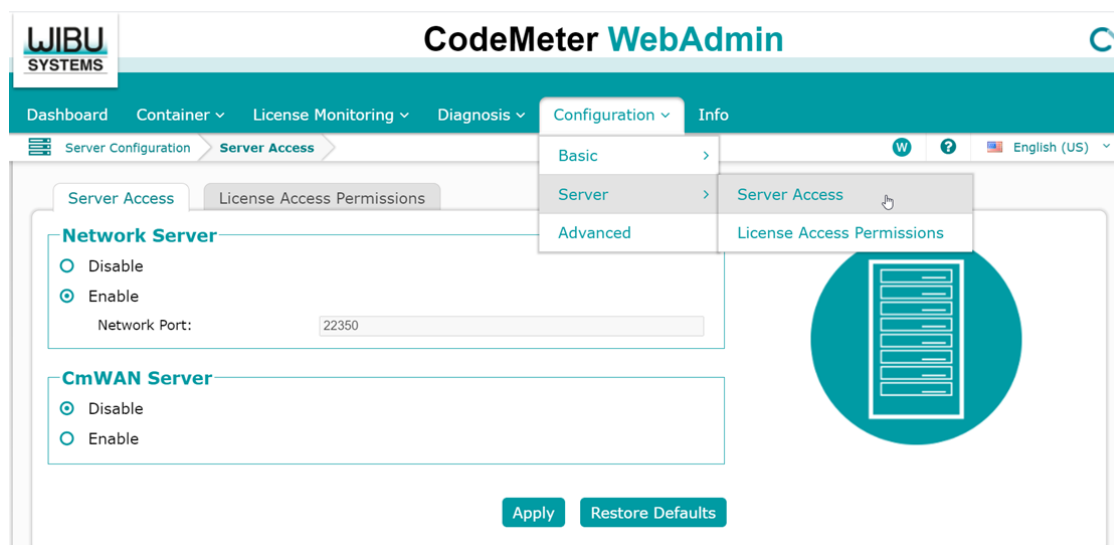 WIBU
SYSTEMS
CodeMeter WebAdmin
Dashboard Container License Monitoring Diagnosis Configuration Info
Server Configuration Server Access
W ? English (US)
Basic
Server
Advanced
Server Access
License Access Permissions
Server Access License Access Permissions
Network Server
Disable
Enable
Network Port: 22350
CmWAN Server
Disable
Enable
Apply Restore Defaults